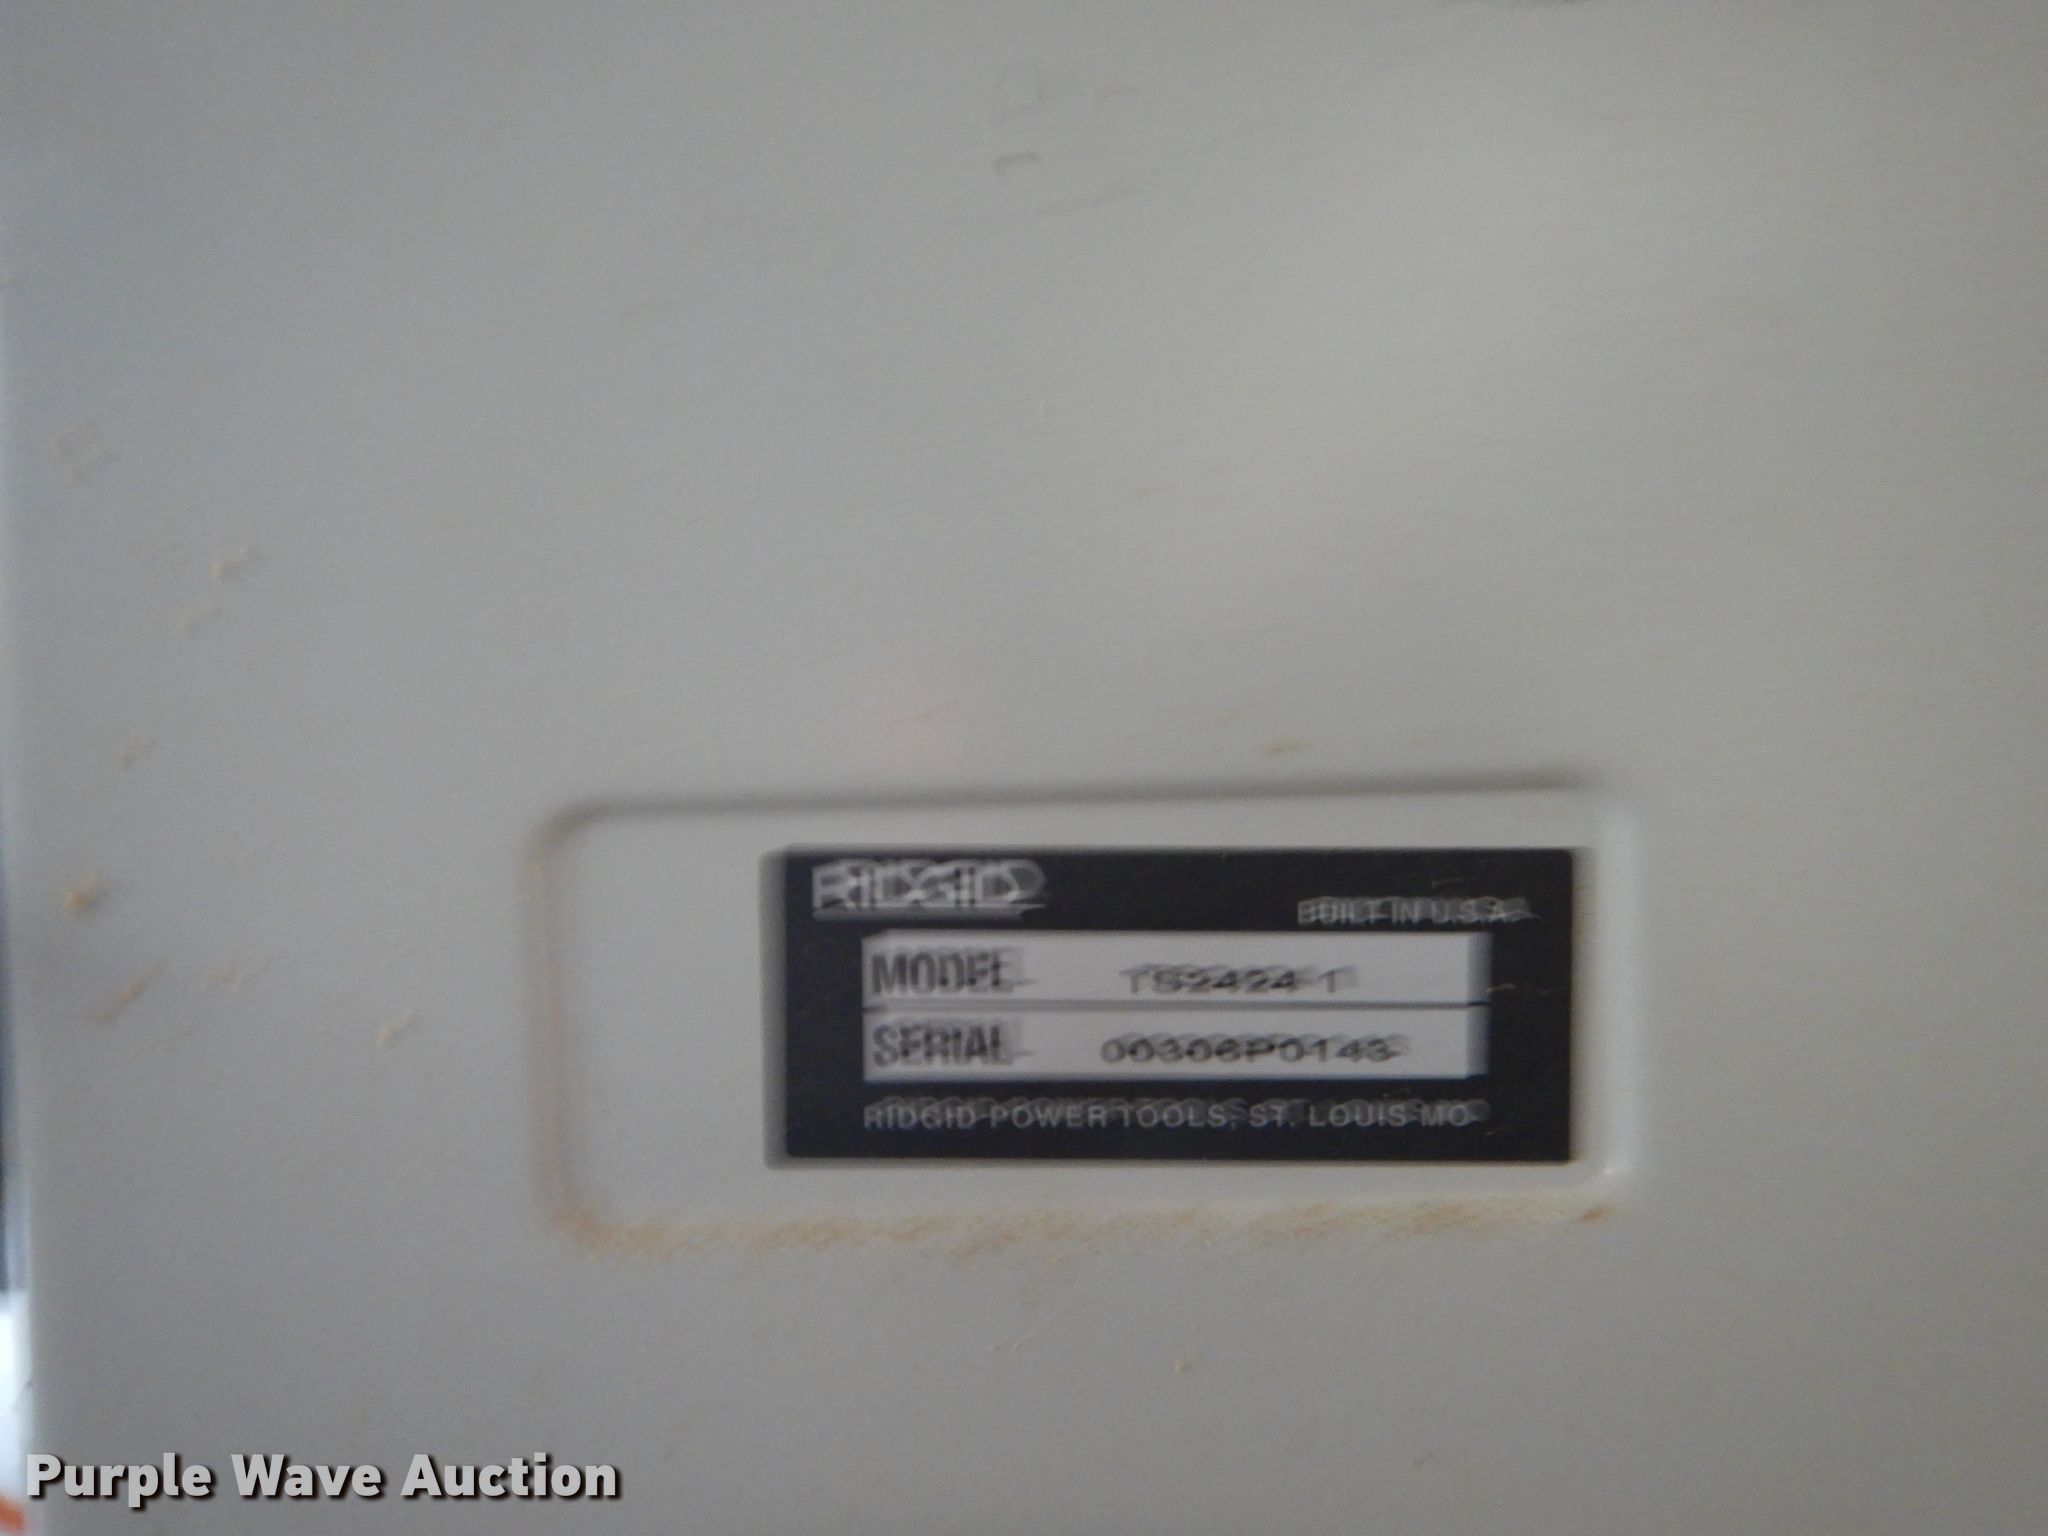 RIDGID
BUILT IN U.S.A.
MODEL TS2424-1
SERIAL 00306P0143
RIDGID POWER TOOLS, ST. LOUIS MO
Purple Wave Auction